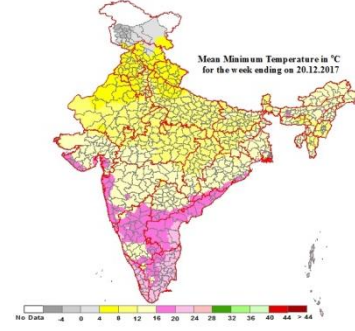 Mean Minimum Temperature in °C
for the week ending on 20.12.2017
No Data -4 0 4 8 12 16 20 24 28 32 36 40 44 > 44